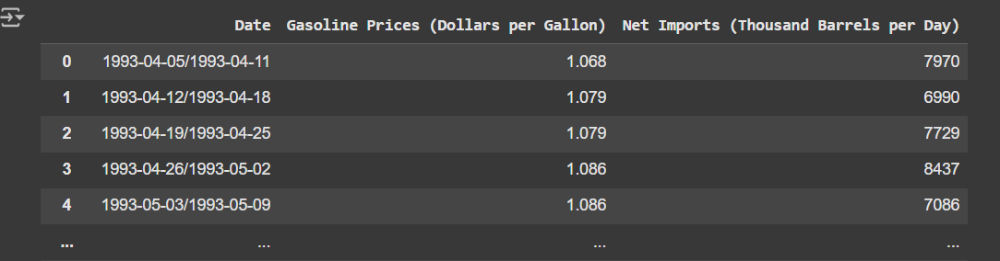 Date Gasoline Prices (Dollars per Gallon) Net Imports (Thousand Barrels per Day)
0 1993-04-05/1993-04-11 1.068 7970
1 1993-04-12/1993-04-18 1.079 6990
2 1993-04-19/1993-04-25 1.079 7729
3 1993-04-26/1993-05-02 1.086 8437
4 1993-05-03/1993-05-09 1.086 7086
... ... ... ...